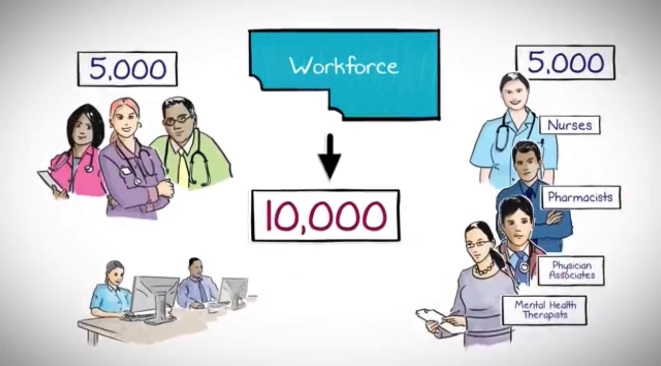 5,000
Workforce
5,000
Nurses
Pharmacists
10,000
Physician
Associates
Mental Health
Therapists